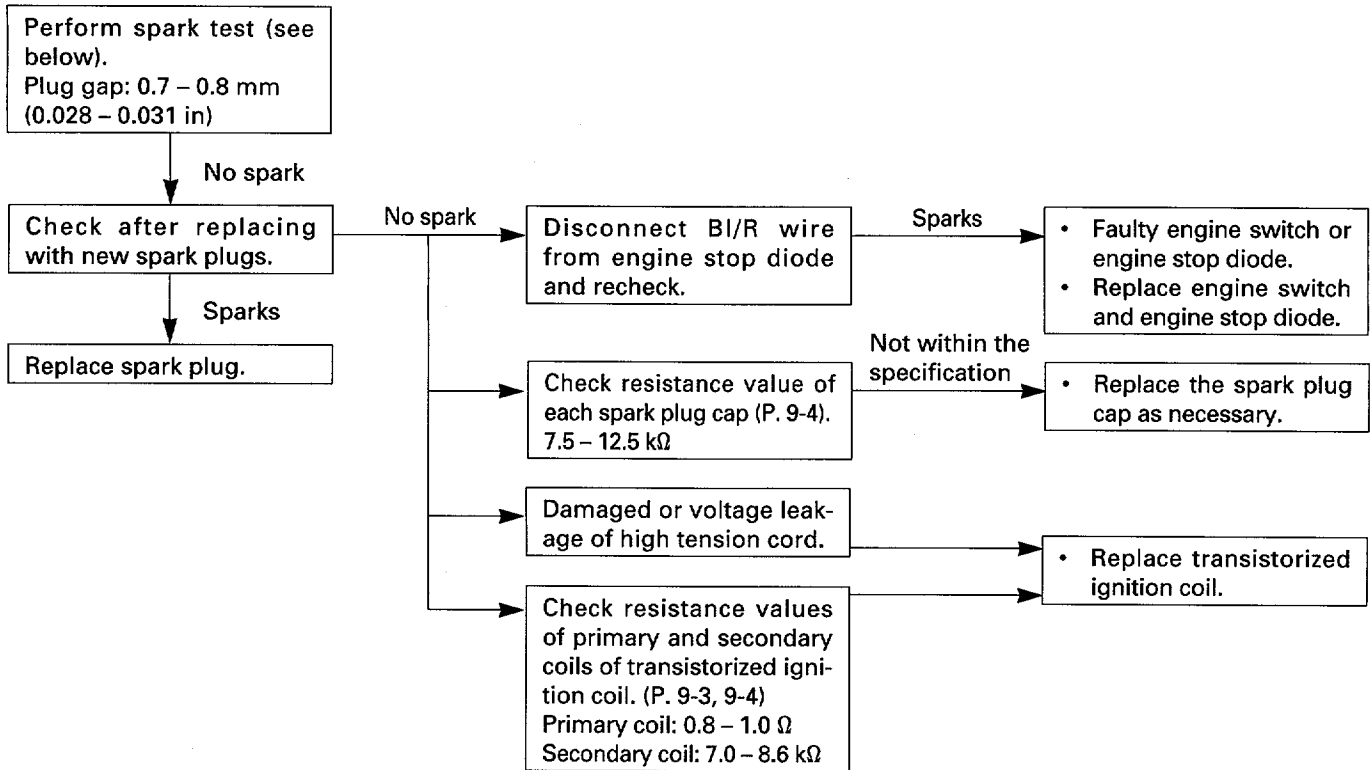 Perform spark test (see
below).
Plug gap: 0.7 – 0.8 mm
(0.028 – 0.031 in)
No spark
Check after replacing
with new spark plugs.
Sparks
Replace spark plug.
No spark
Disconnect Bl/R wire
from engine stop diode
and recheck.
Sparks
• Faulty engine switch or
engine stop diode.
• Replace engine switch
and engine stop diode.
Check resistance value of
each spark plug cap (P. 9-4).
7.5 – 12.5 kΩ
Not within the
specification
• Replace the spark plug
cap as necessary.
Damaged or voltage leak-
age of high tension cord.
• Replace transistorized
ignition coil.
Check resistance values
of primary and secondary
coils of transistorized igni-
tion coil. (P. 9-3, 9-4)
Primary coil: 0.8 – 1.0 Ω
Secondary coil: 7.0 – 8.6 kΩ